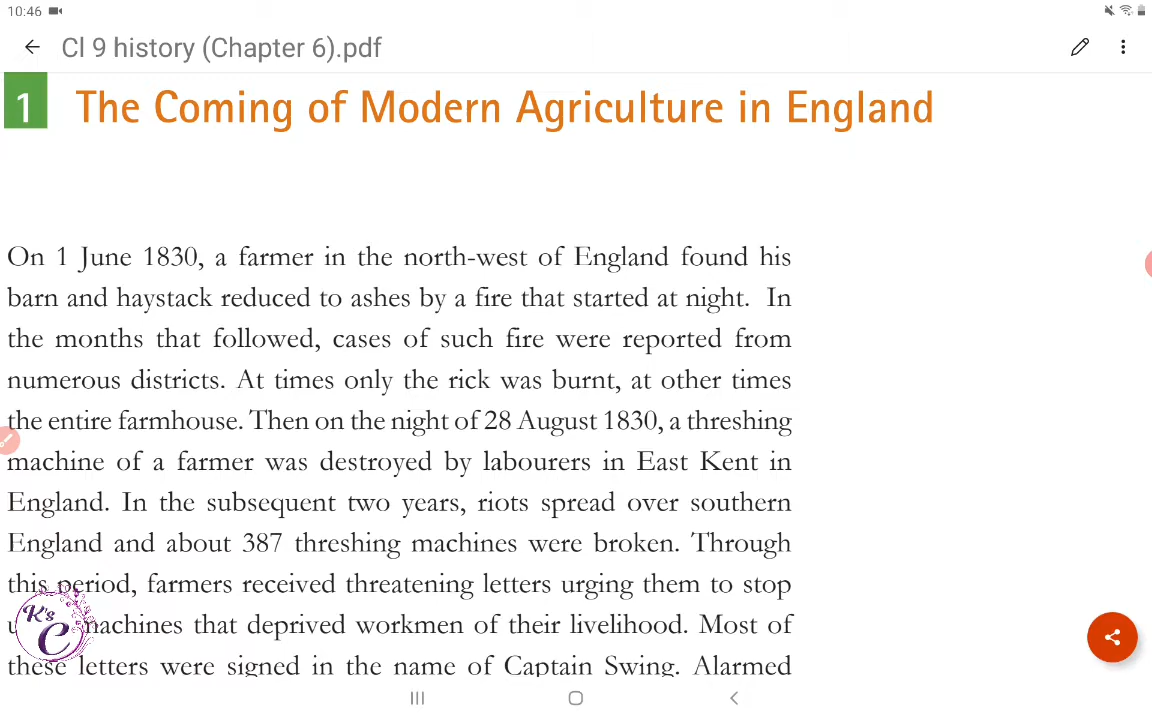 10:46
Cl 9 history (Chapter 6).pdf
1 The Coming of Modern Agriculture in England
On 1 June 1830, a farmer in the north-west of England found his
barn and haystack reduced to ashes by a fire that started at night. In
the months that followed, cases of such fire were reported from
numerous districts. At times only the rick was burnt, at other times
the entire farmhouse. Then on the night of 28 August 1830, a threshing
machine of a farmer was destroyed by labourers in East Kent in
England. In the subsequent two years, riots spread over southern
England and about 387 threshing machines were broken. Through
this period, farmers received threatening letters urging them to stop
machines that deprived workmen of their livelihood. Most of
these letters were signed in the name of Captain Swing. Alarmed
K's C